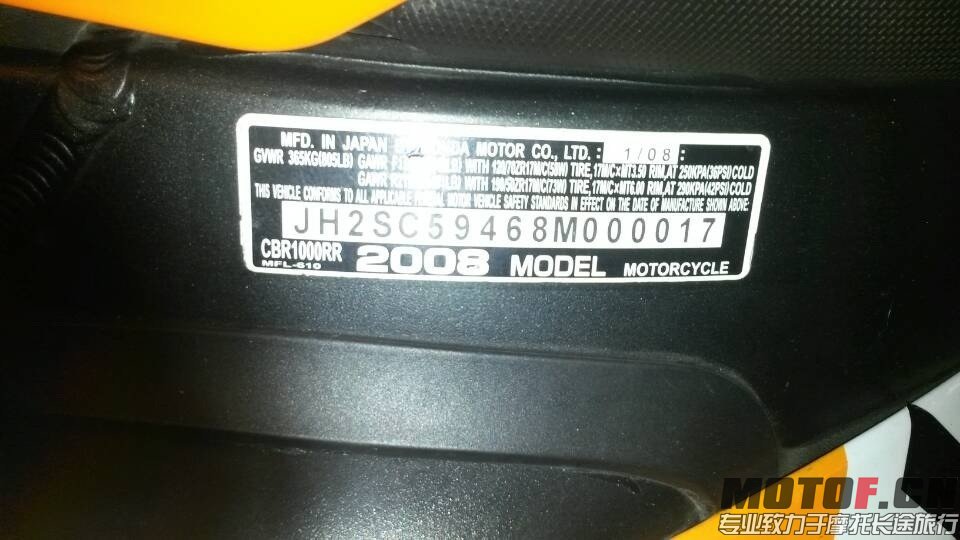 MFD. IN JAPAN MOTOR CO., LTD. : 1/08 :
GVWR 365KG(805LB) GAWR WITH 120/70ZR17M/C(58W) TIRE, 17M/C×MT3.50 RIM, AT 250KPA(36PSI)COLD
GAWR WITH 190/50ZR17M/C(73W) TIRE, 17M/C×MT6.00 RIM, AT 290KPA(42PSI)COLD
THIS VEHICLE CONFORMS TO ALL APPLICABLE FEDERAL MOTOR VEHICLE STANDARDS IN EFFECT ON THE DATE OF MANUFACTURE SHOWN ABOVE:
JH2SC59468M000017
CBR1000RR 2008 MODEL MOTORCYCLE
MFL-610
MOTOF.CN
专业致力于摩托长途旅行